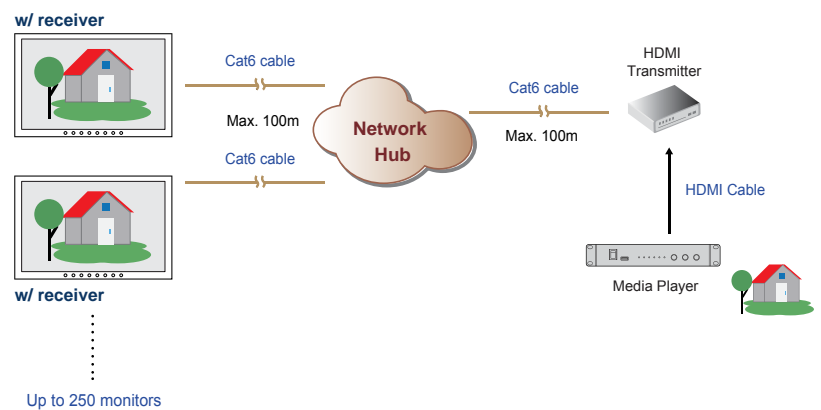 w/ receiver
Cat6 cable
Max. 100m
Cat6 cable
Network
Hub
Cat6 cable
Max. 100m
HDMI
Transmitter
HDMI Cable
Media Player
w/ receiver
Up to 250 monitors